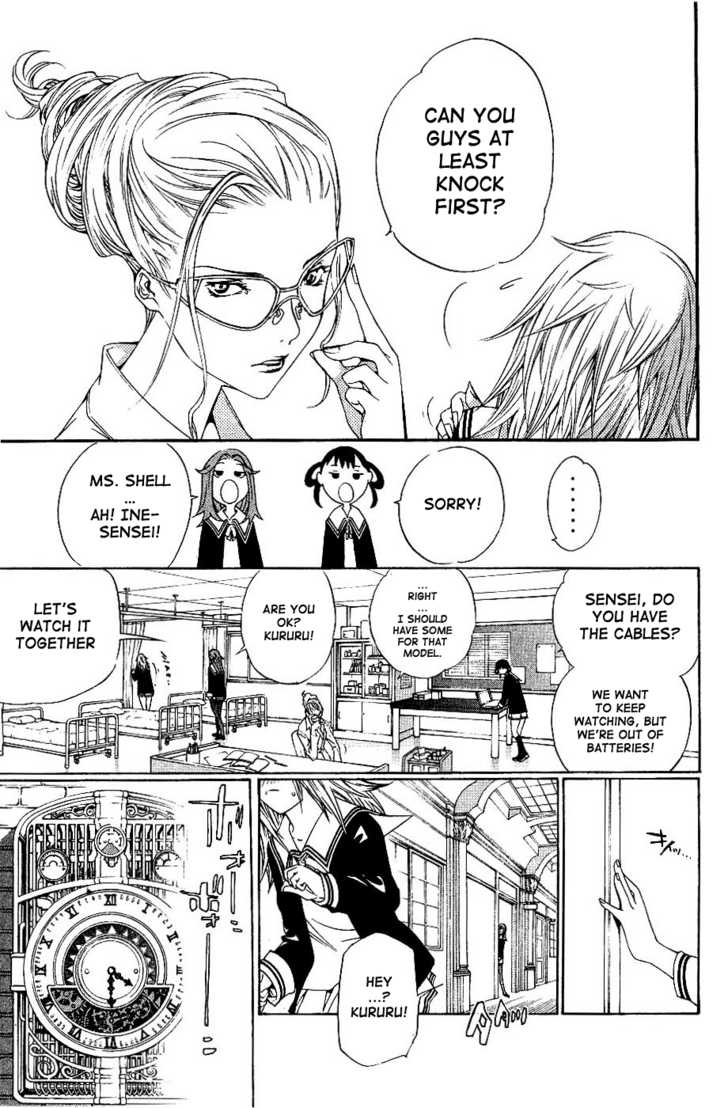 CAN YOU
GUYS AT
LEAST
KNOCK
FIRST?
......
SORRY!
MS. SHELL
...
AH! INE-
SENSEI!
SENSEI, DO
YOU HAVE
THE CABLES?
WE WANT
TO KEEP
WATCHING, BUT
WE'RE OUT OF
BATTERIES!
...
RIGHT
...
I SHOULD
HAVE SOME
FOR THAT
MODEL.
ARE YOU
OK?
KURURU!
LET'S
WATCH IT
TOGETHER
HEY
...?
KURURU!